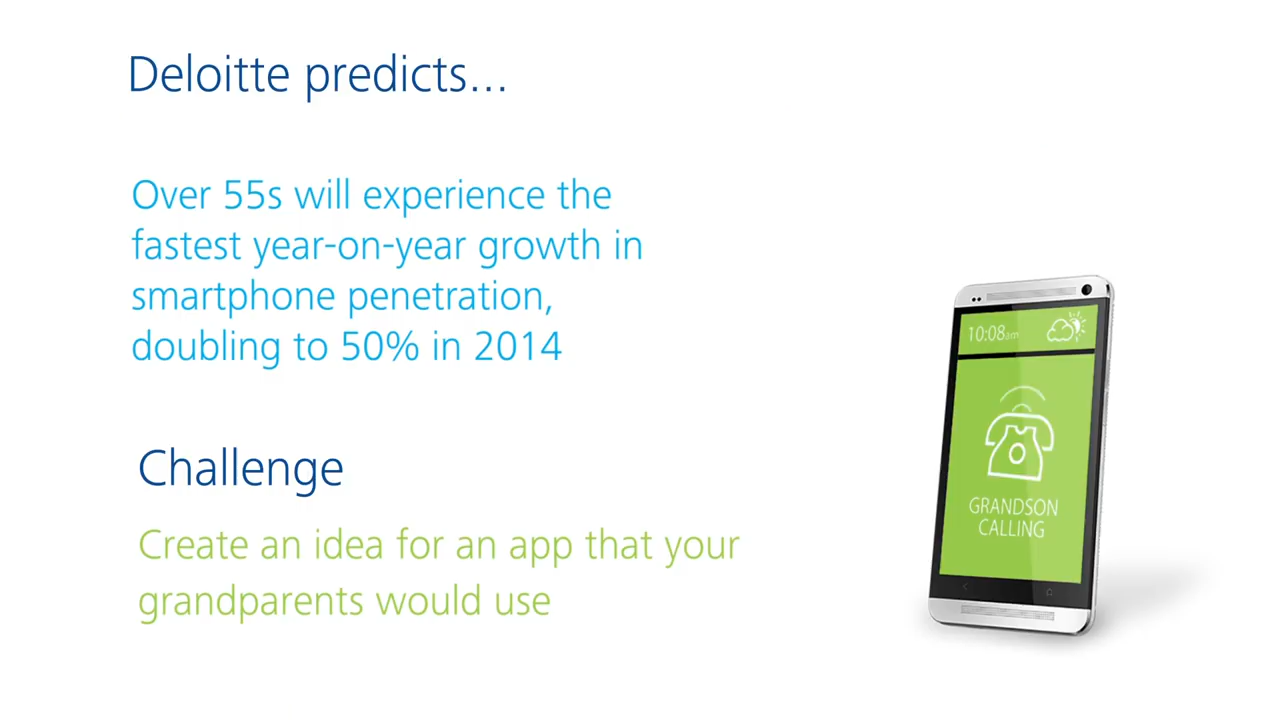 Deloitte predicts...
Over 55s will experience the
fastest year-on-year growth in
smartphone penetration,
doubling to 50% in 2014
10:08am
GRANDSON
CALLING
Challenge
Create an idea for an app that your
grandparents would use